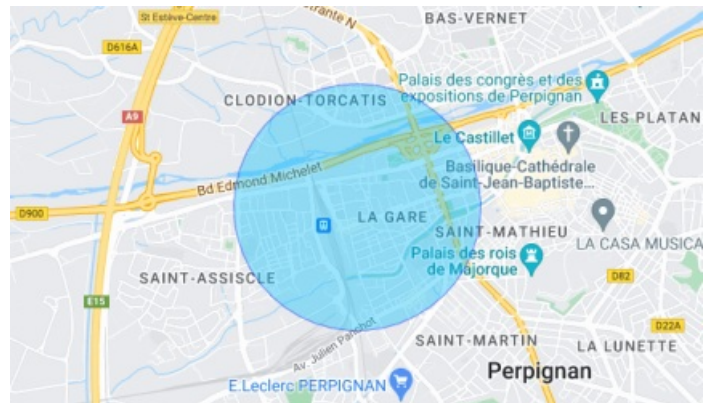 St Estève-Centre
trante N
BAS-VERNET
D616A
Palais des congrès et des
expositions de Perpignan
CLODION-TORCATIS
A9
LES PLATAN
Le Castillet
Basilique-Cathédrale
de Saint-Jean-Baptiste...
Bd Edmond Michelet
D900
LA GARE
SAINT-MATHIEU
LA CASA MUSICA
Palais des rois
de Majorque
SAINT-ASSISCLE
D82
E15
D22A
Av. Julien Panchot
SAINT-MARTIN
LA LUNETTE
Perpignan
E.Leclerc PERPIGNAN